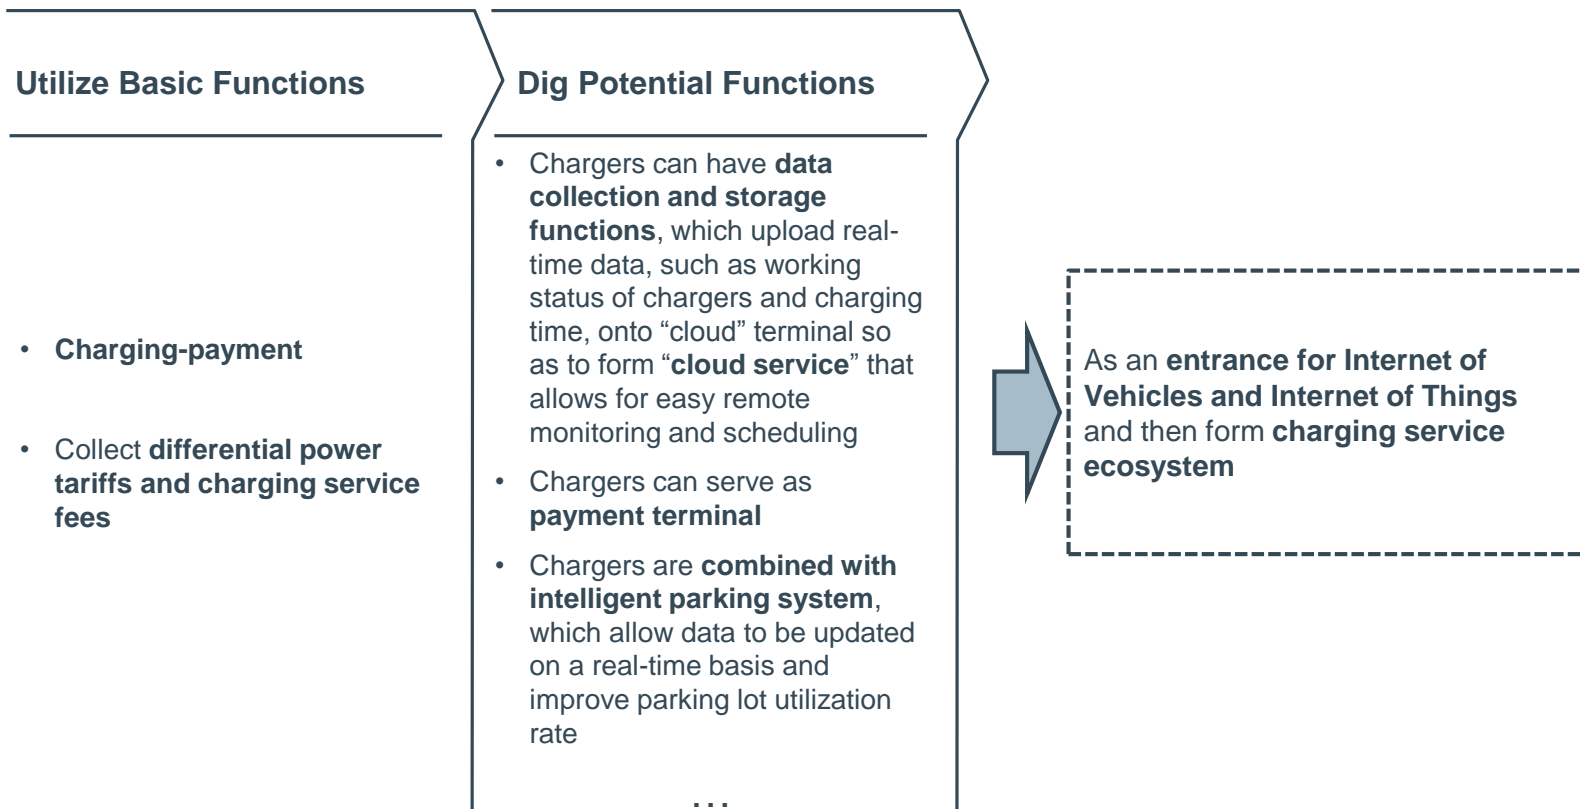 Utilize Basic Functions
• Charging-payment
• Collect differential power
tariffs and charging service
fees
Dig Potential Functions
• Chargers can have data
collection and storage
functions, which upload real-
time data, such as working
status of chargers and charging
time, onto “cloud” terminal so
as to form “cloud service” that
allows for easy remote
monitoring and scheduling
• Chargers can serve as
payment terminal
• Chargers are combined with
intelligent parking system,
which allow data to be updated
on a real-time basis and
improve parking lot utilization
rate
...
As an entrance for Internet of
Vehicles and Internet of Things
and then form charging service
ecosystem